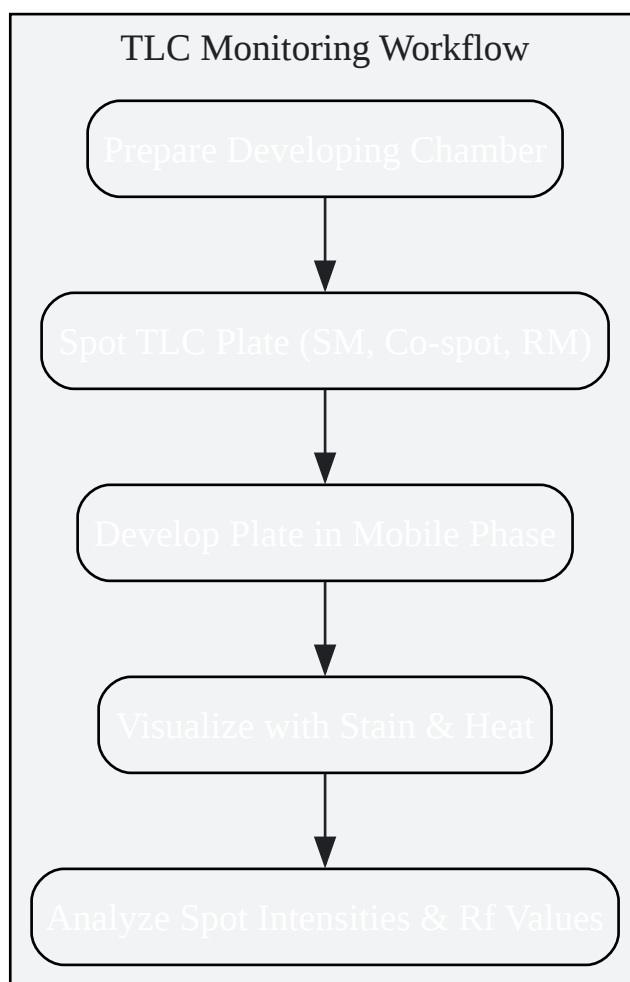 TLC Monitoring Workflow
Prepare Developing Chamber
Spot TLC Plate (SM, Co-spot, RM)
Develop Plate in Mobile Phase
Visualize with Stain & Heat
Analyze Spot Intensities & Rf Values